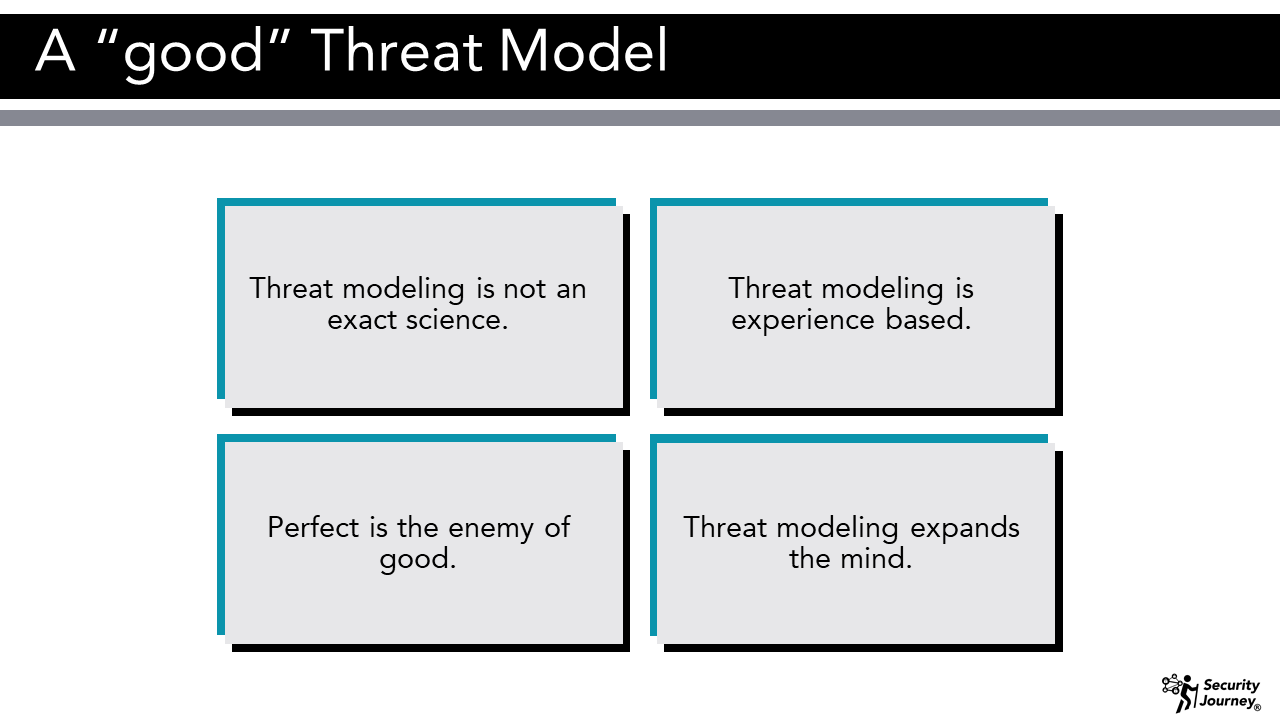 A “good” Threat Model
Threat modeling is not an
exact science.
Threat modeling is
experience based.
Perfect is the enemy of
good.
Threat modeling expands
the mind.
Security
Journey®